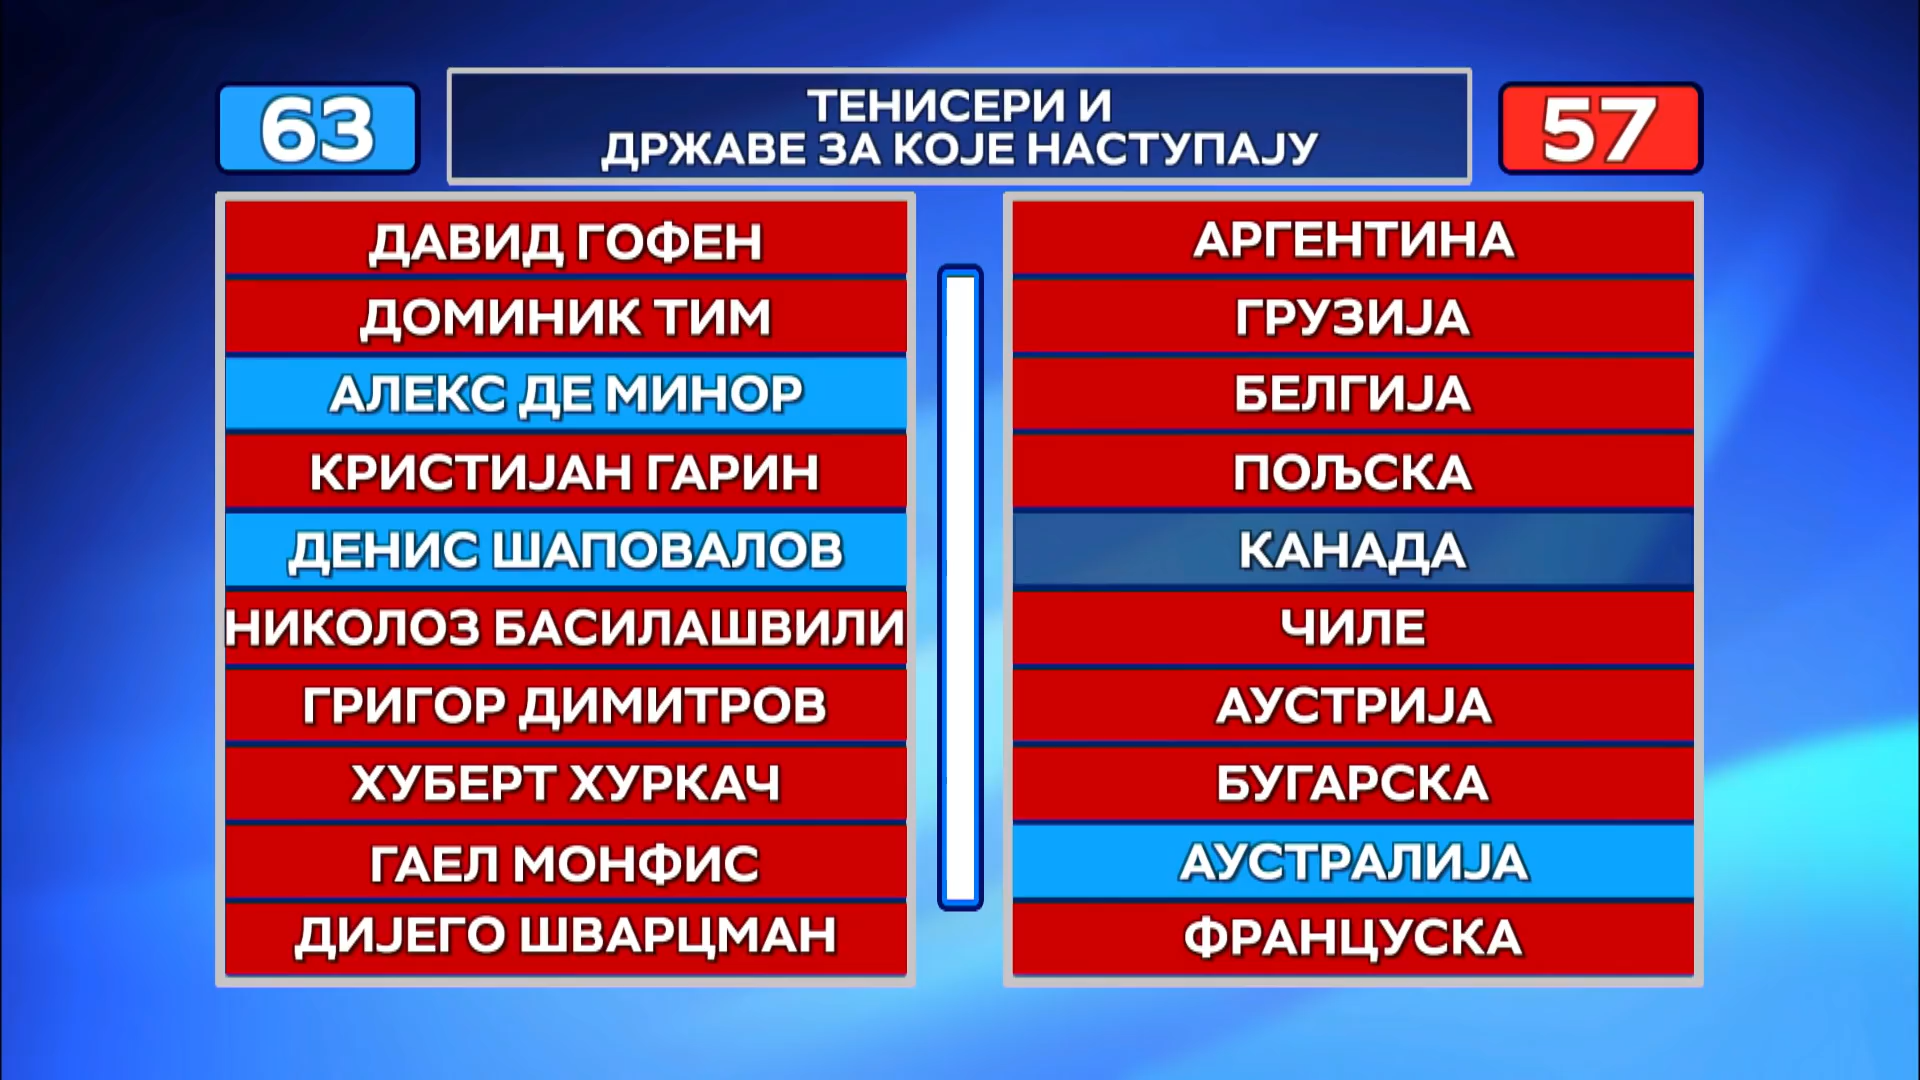 63
ТЕНИСЕРИ И
ДРЖАВЕ ЗА КОЈЕ НАСТУПАЈУ
57
ДАВИД ГОФЕН
ДОМИНИК ТИМ
АЛЕКС ДЕ МИНОР
КРИСТИЈАН ГАРИН
ДЕНИС ШАПОВАЛОВ
НИКОЛОЗ БАСИЛАШВИЛИ
ГРИГОР ДИМИТРОВ
ХУБЕРТ ХУРКАЧ
ГАЕЛ МОНФИС
ДИЈЕГО ШВАРЦМАН
АРГЕНТИНА
ГРУЗИЈА
БЕЛГИЈА
ПОЉСКА
КАНАДА
ЧИЛЕ
АУСТРИЈА
БУГАРСКА
АУСТРАЛИЈА
ФРАНЦУСКА